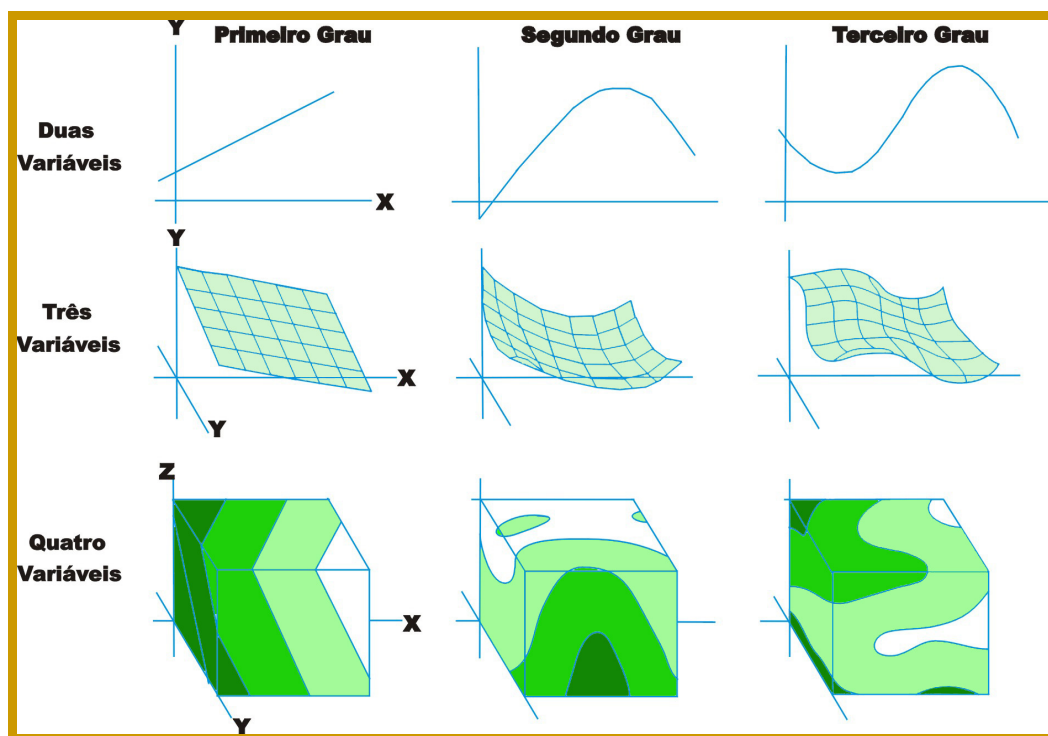 Y
Primeiro Grau
Segundo Grau
Terceiro Grau
Duas
Variáveis
X
Y
Três
Variáveis
X
Y
Z
Quatro
Variáveis
X
Y